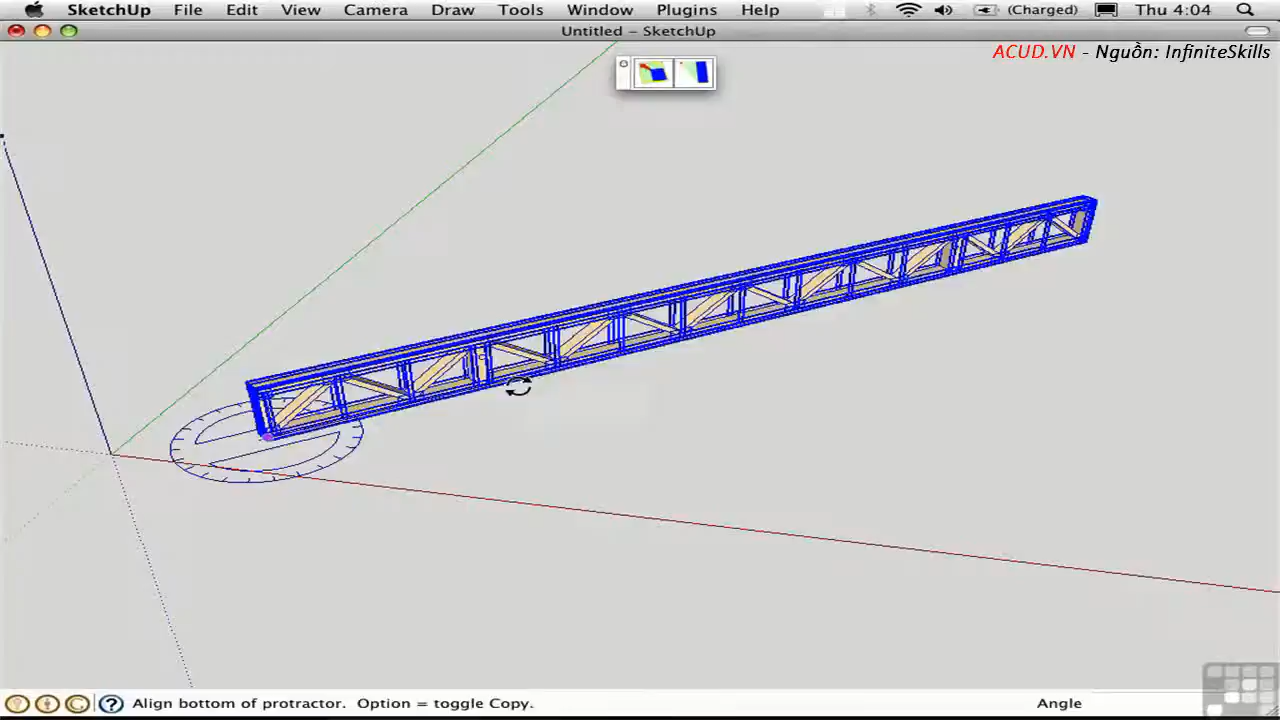 SketchUp File Edit View Camera Draw Tools Window Plugins Help (Charged) Thu 4:04
Untitled – SketchUp
ACUD.VN - Nguồn: InfiniteSkills
Align bottom of protractor. Option = toggle Copy. Angle